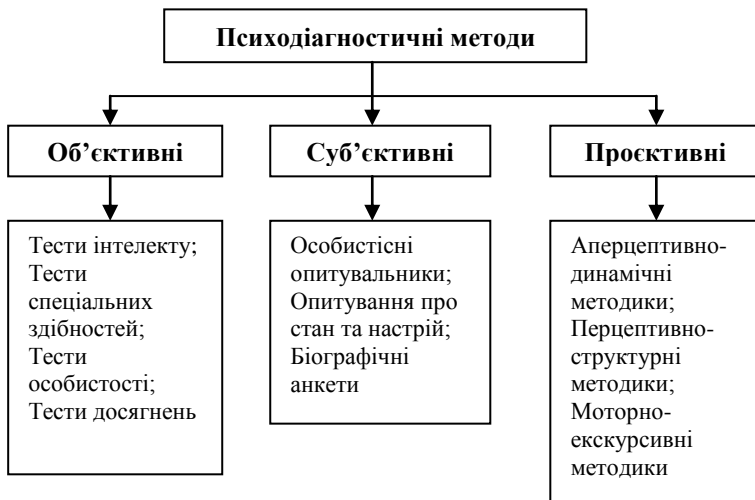 Психодіагностичні методи
Об’єктивні
Суб’єктивні
Проєктивні
Тести інтелекту;
Тести
спеціальних
здібностей;
Тести
особистості;
Тести досягнень
Особистісні
опитувальники;
Опитування про
стан та настрій;
Біографічні
анкети
Аперцептивно-
динамічні
методики;
Перцептивно-
структурні
методики;
Моторно-
екскурсивні
методики